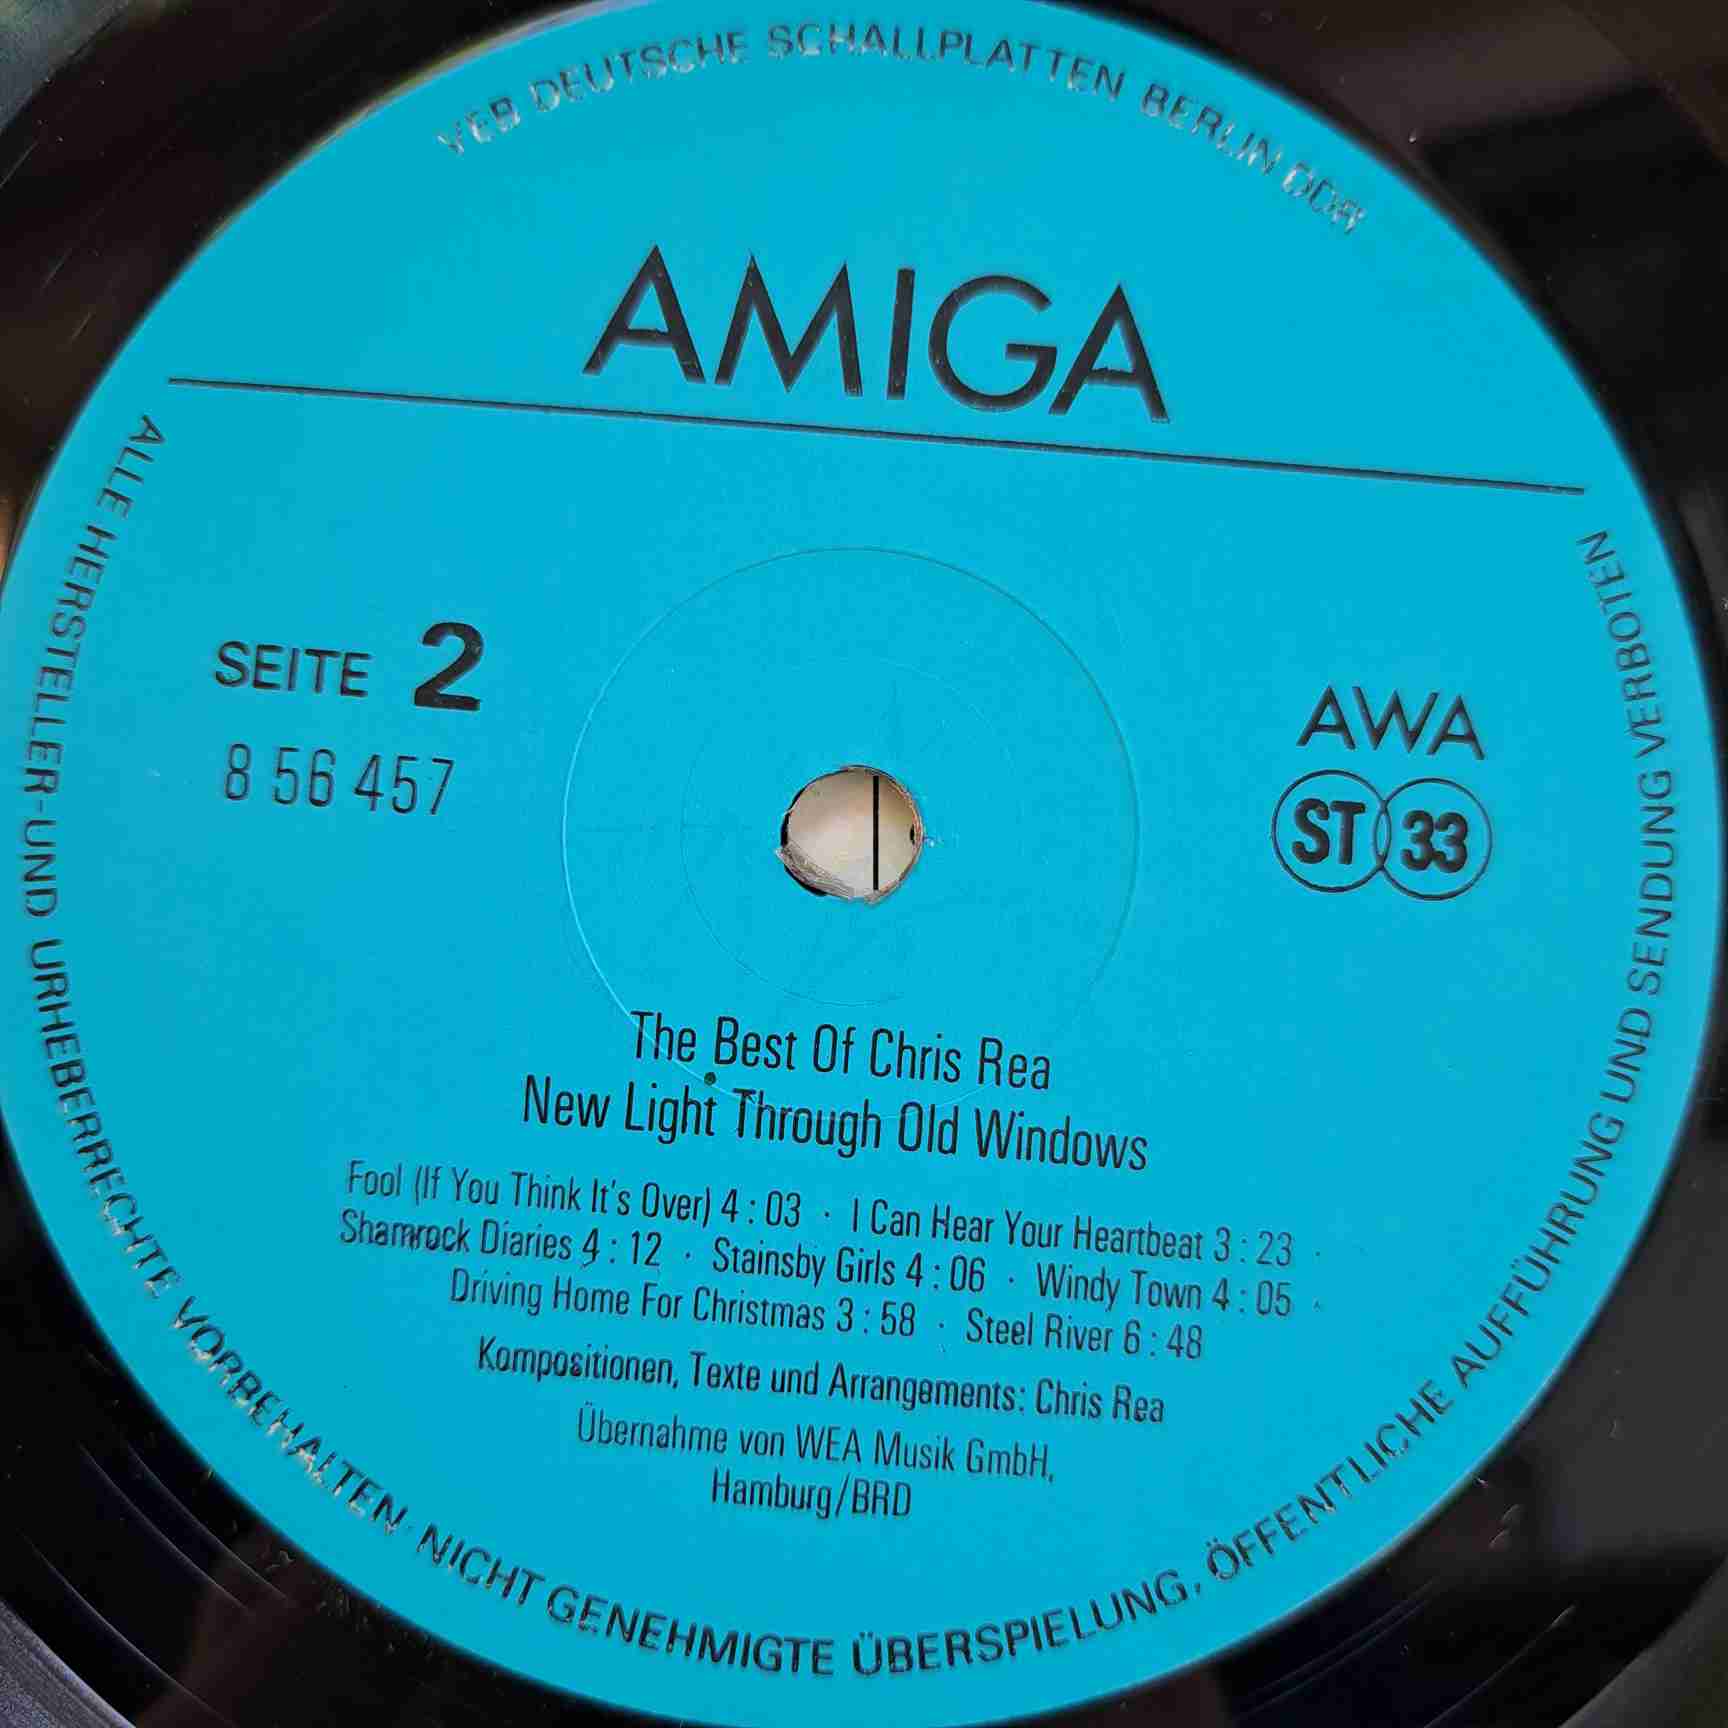 VEB DEUTSCHE SCHALLPLATTEN BERLIN DDR
AMIGA
SEITE 2
8 56 457
AWA
ST 33
The Best Of Chris Rea
New Light Through Old Windows
Fool (If You Think It's Over) 4 : 03 · I Can Hear Your Heartbeat 3 : 23 ·
Shamrock Diaries 4 : 12 · Stainsby Girls 4 : 06 · Windy Town 4 : 05 ·
Driving Home For Christmas 3 : 58 · Steel River 6 : 48
Kompositionen, Texte und Arrangements: Chris Rea
Übernahme von WEA Musik GmbH,
Hamburg/BRD
ALLE HERSTELLER-UND URHEBERRECHTE VORBEHALTEN· NICHT GENEHMIGTE ÜBERSPIELUNG, ÖFFENTLICHE AUFFÜHRUNG UND SENDUNG VERBOTEN